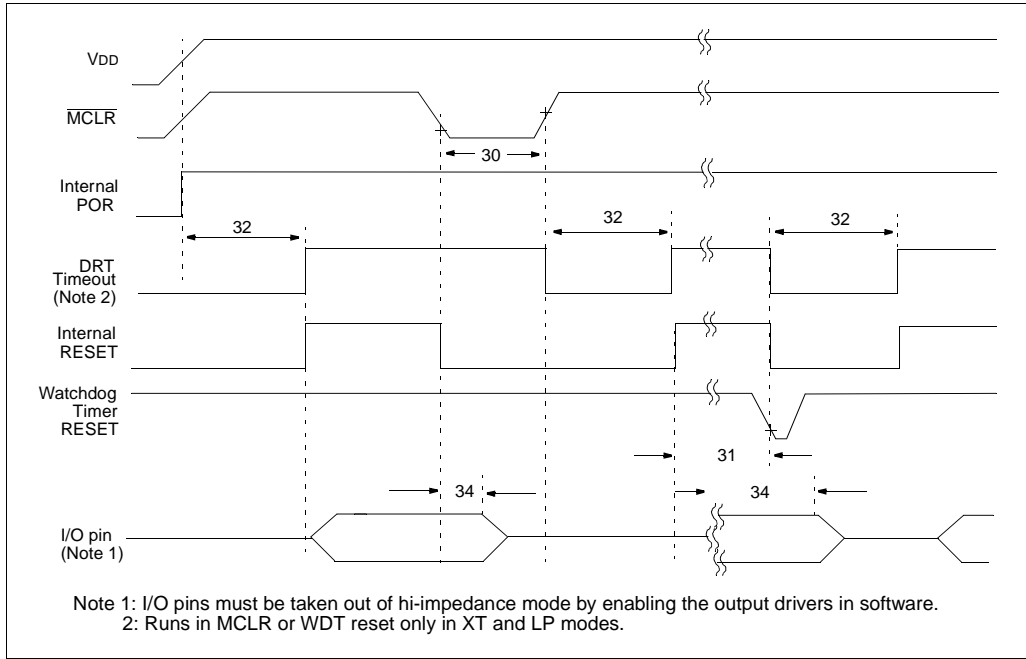 VDD
MCLR
30
Internal
POR
32
32
32
DRT
Timeout
(Note 2)
Internal
RESET
Watchdog
Timer
RESET
31
34
34
I/O pin
(Note 1)
Note 1: I/O pins must be taken out of hi-impedance mode by enabling the output drivers in software.
2: Runs in MCLR or WDT reset only in XT and LP modes.